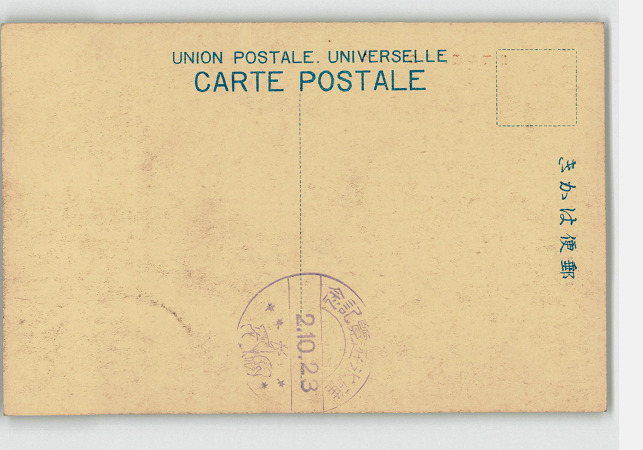 UNION POSTALE. UNIVERSELLE
CARTE POSTALE
きかは便郵
2.10.23